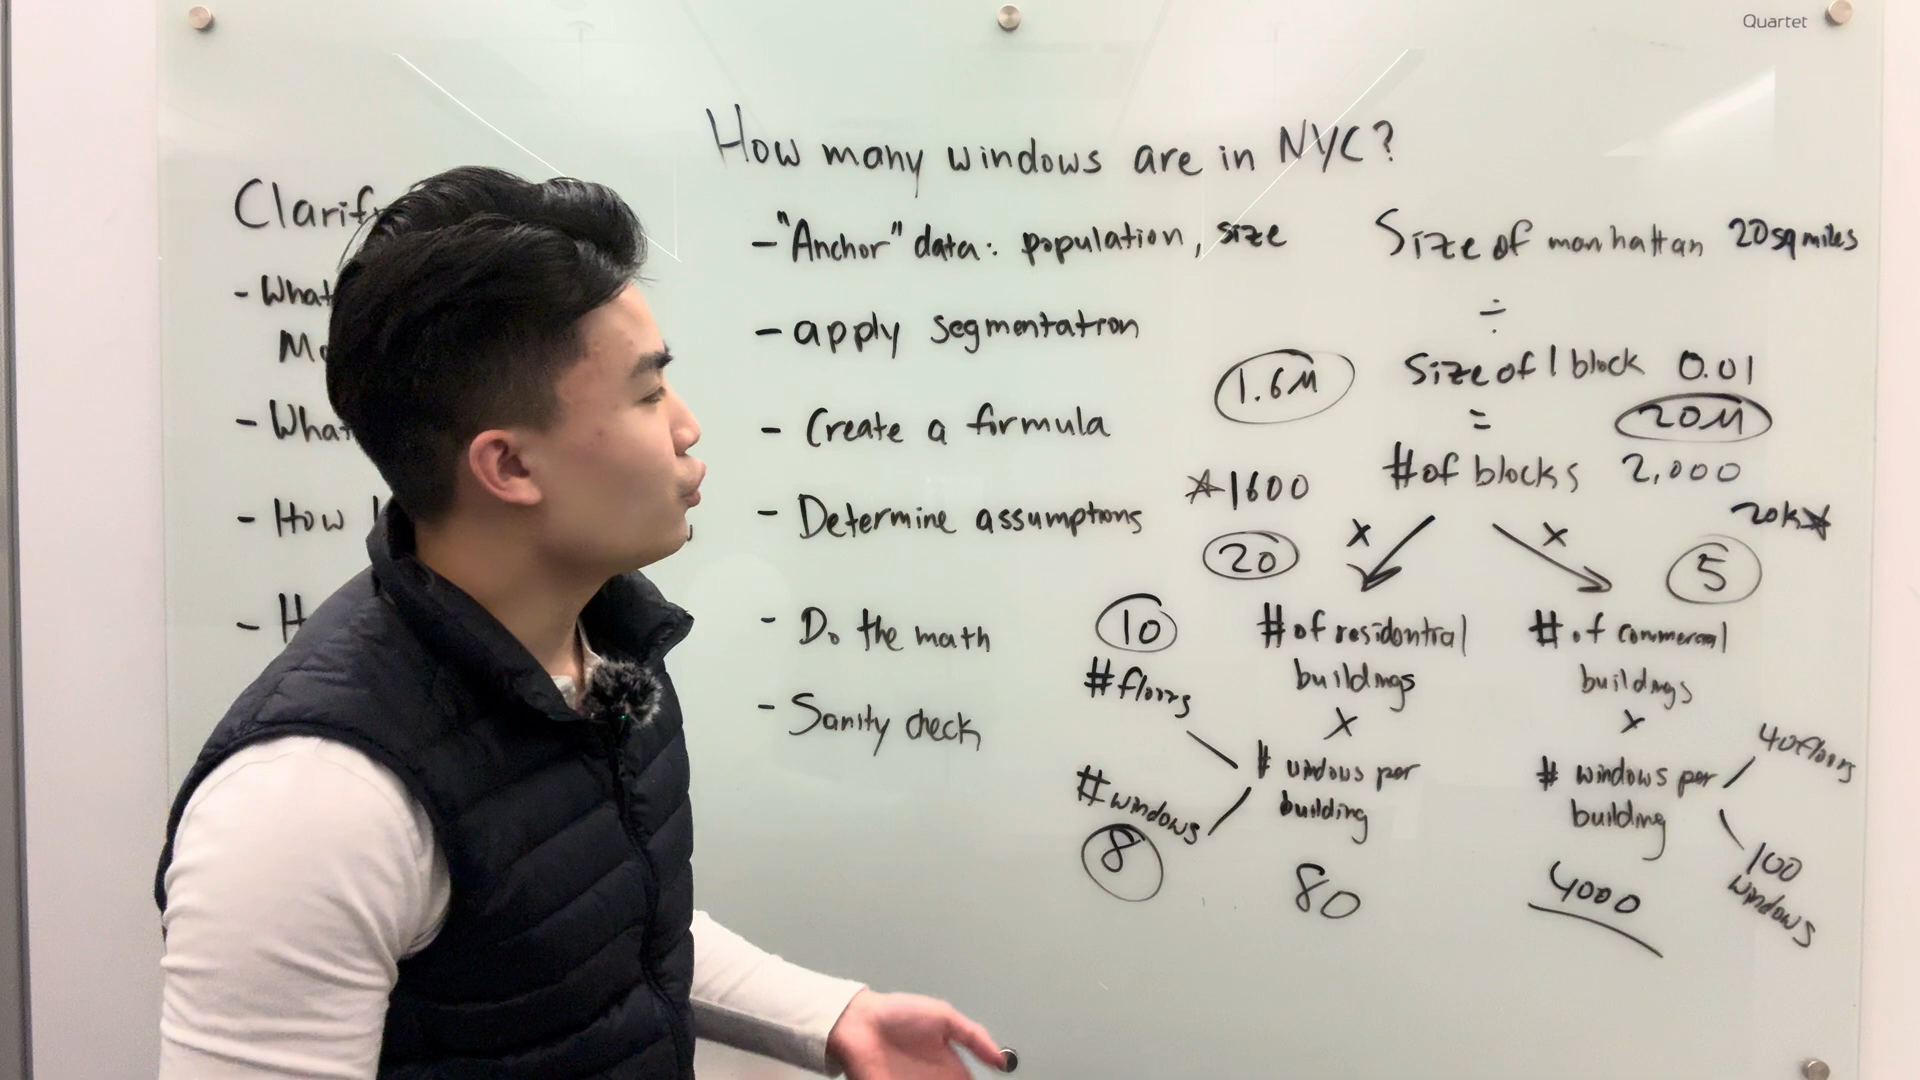 Quartet
How many windows are in NYC?
Clarif
- What
Mo
- What
- How
- H
- "Anchor" data: population, size
- apply segmentation
- Create a formula
- Determine assumptions
- Do the math
- Sanity check
Size of manhattan 20 sq miles
÷
Size of 1 block 0.01
=
# of blocks 2,000
1.6M
20M
1600
20K
x
x
20
5
10
# floors
# windows
8
# of residential
buildings
x
# windows per
building
80
# of commercial
buildings
x
# windows per
building
4000
40 floors
100
windows